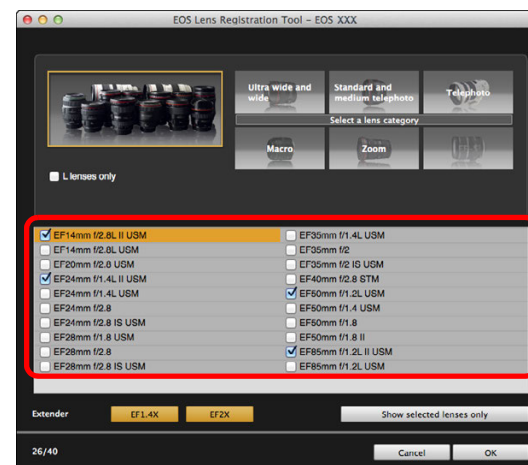 EOS Lens Registration Tool – EOS XXX
Ultra wide and wide
Standard and medium telephoto
Telephoto
Select a lens category
Macro
Zoom
L lenses only
EF14mm f/2.8L II USM
EF14mm f/2.8L USM
EF20mm f/2.8 USM
EF24mm f/1.4L II USM
EF24mm f/1.4L USM
EF24mm f/2.8
EF24mm f/2.8 IS USM
EF28mm f/1.8 USM
EF28mm f/2.8
EF28mm f/2.8 IS USM
EF35mm f/1.4L USM
EF35mm f/2
EF35mm f/2 IS USM
EF40mm f/2.8 STM
EF50mm f/1.2L USM
EF50mm f/1.4 USM
EF50mm f/1.8
EF50mm f/1.8 II
EF85mm f/1.2L II USM
EF85mm f/1.2L USM
Extender
EF1.4X
EF2X
Show selected lenses only
26/40
Cancel
OK